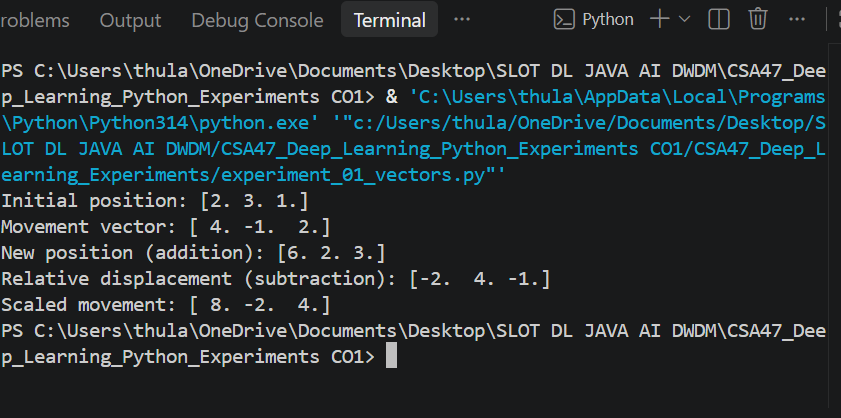 roblems Output Debug Console Terminal ··· Python ···
PS C:\Users\thula\OneDrive\Documents\Desktop\SLOT DL JAVA AI DWDM\CSA47_Dee
p_Learning_Python_Experiments CO1> & 'C:\Users\thula\AppData\Local\Programs
\Python\Python314\python.exe' '"c:/Users/thula/OneDrive/Documents/Desktop/S
LOT DL JAVA AI DWDM/CSA47_Deep_Learning_Python_Experiments CO1/CSA47_Deep_L
earning_Experiments/experiment_01_vectors.py"'
Initial position: [2. 3. 1.]
Movement vector: [ 4. -1.  2.]
New position (addition): [6. 2. 3.]
Relative displacement (subtraction): [-2.  4. -1.]
Scaled movement: [ 8. -2.  4.]
PS C:\Users\thula\OneDrive\Documents\Desktop\SLOT DL JAVA AI DWDM\CSA47_Dee
p_Learning_Python_Experiments CO1>